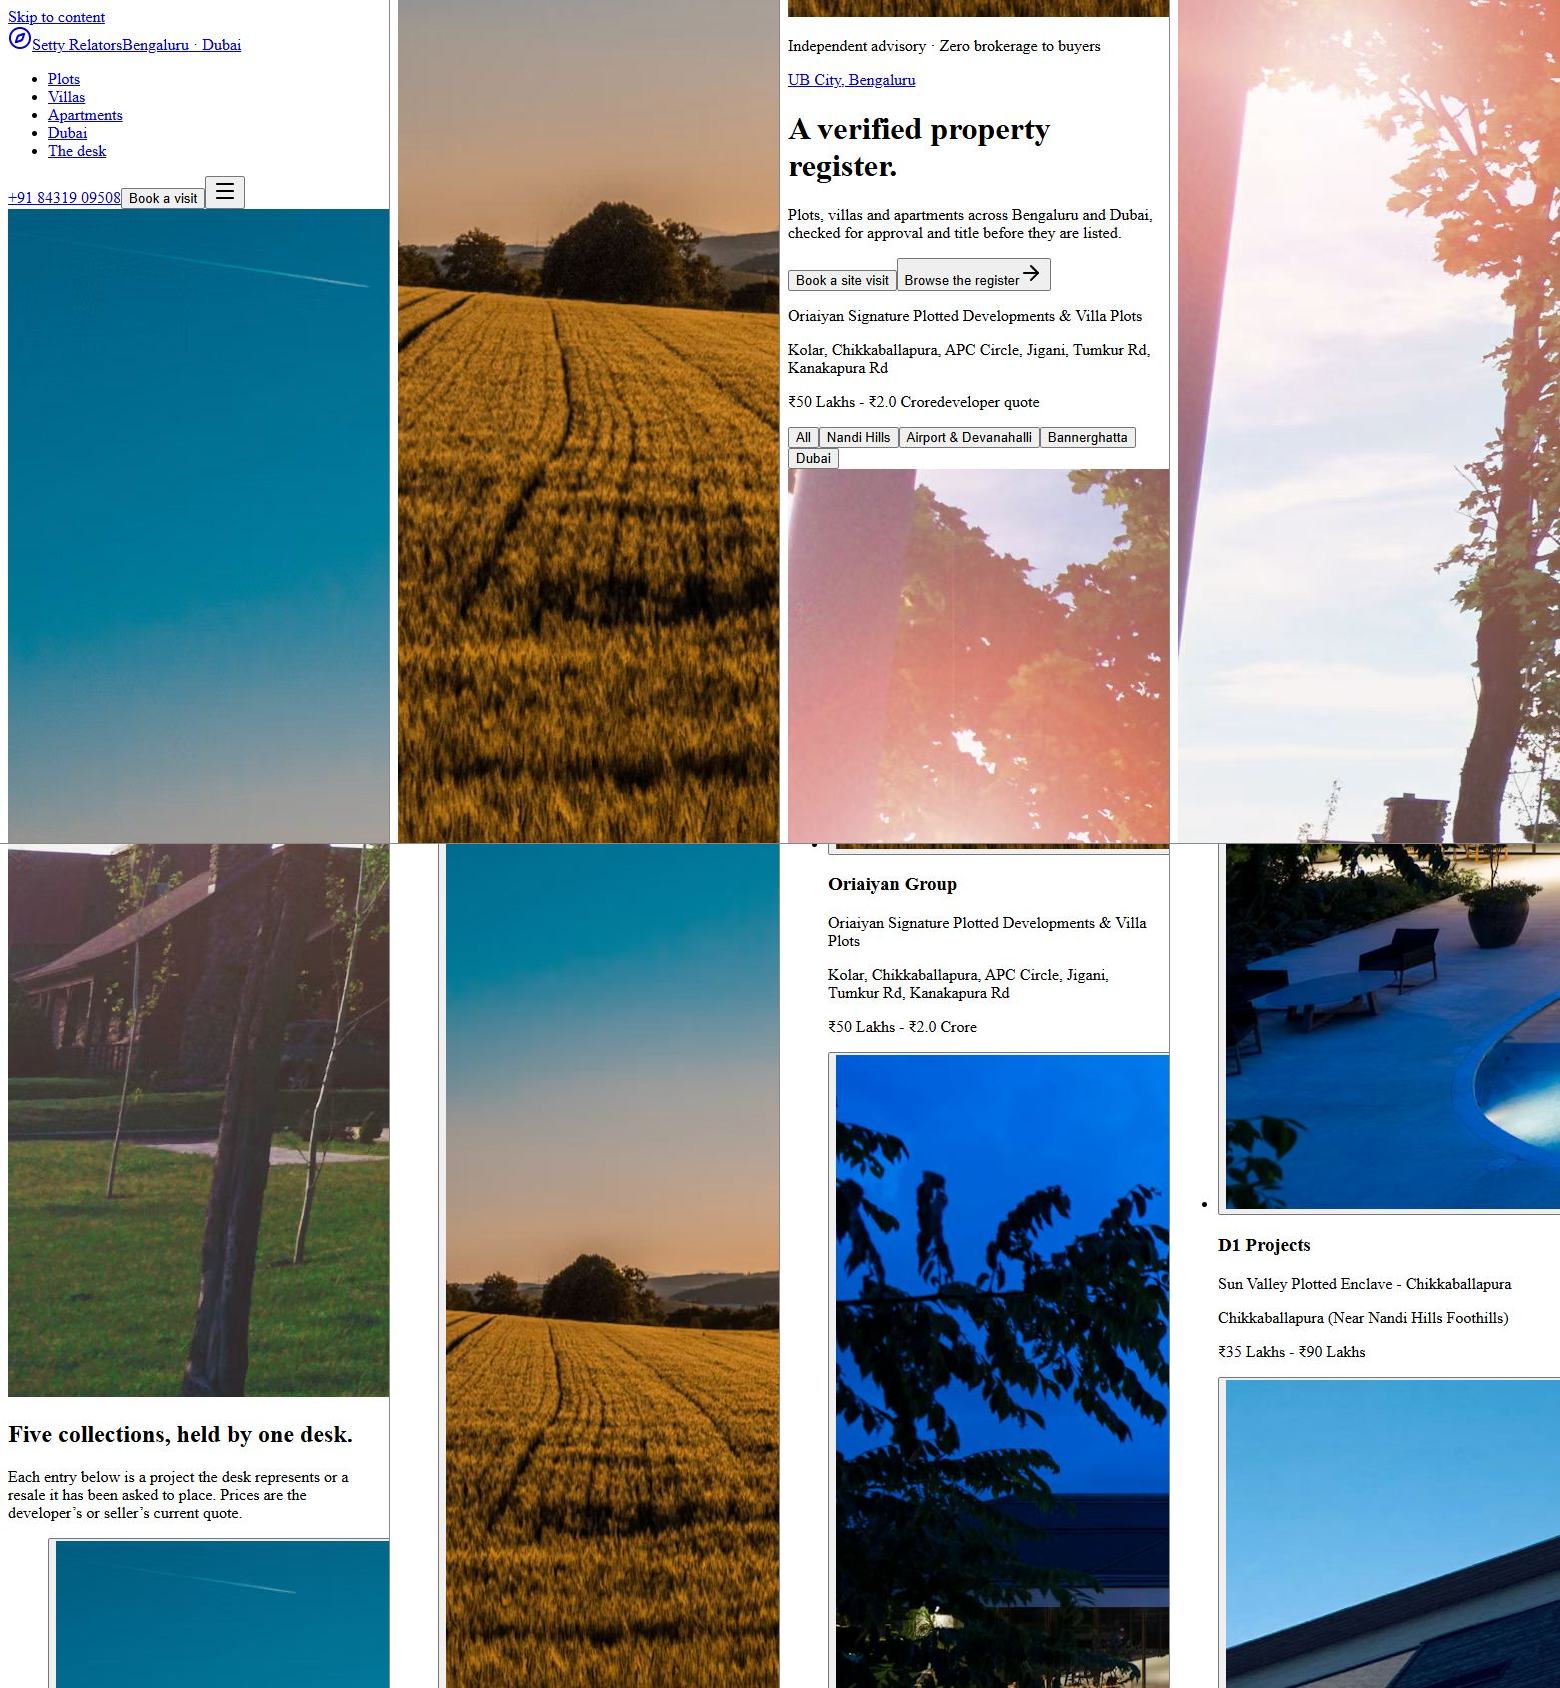 Skip to content
Setty RelatorsBengaluru · Dubai
Plots
Villas
Apartments
Dubai
The desk
+91 84319 09508 Book a visit
Independent advisory · Zero brokerage to buyers
UB City, Bengaluru
A verified property
register.
Plots, villas and apartments across Bengaluru and Dubai,
checked for approval and title before they are listed.
Book a site visit Browse the register
Oriaiyan Signature Plotted Developments & Villa Plots
Kolar, Chikkaballapura, APC Circle, Jigani, Tumkur Rd,
Kanakapura Rd
₹50 Lakhs - ₹2.0 Croredeveloper quote
All Nandi Hills Airport & Devanahalli Bannerghatta
Dubai
Five collections, held by one desk.
Each entry below is a project the desk represents or a
resale it has been asked to place. Prices are the
developer’s or seller’s current quote.
Oriaiyan Group
Oriaiyan Signature Plotted Developments & Villa
Plots
Kolar, Chikkaballapura, APC Circle, Jigani,
Tumkur Rd, Kanakapura Rd
₹50 Lakhs - ₹2.0 Crore
D1 Projects
Sun Valley Plotted Enclave - Chikkaballapura
Chikkaballapura (Near Nandi Hills Foothills)
₹35 Lakhs - ₹90 Lakhs